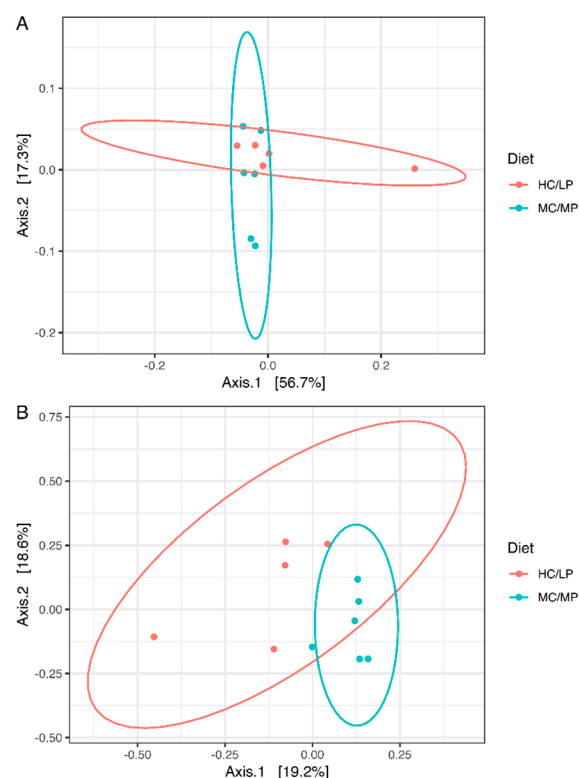 A
0.1
0.0
-0.1
-0.2
Axis.2 [17.3%]
-0.2
0.0
0.2
Axis.1 [56.7%]
Diet
HC/LP
MC/MP
B
0.75
0.50
0.25
0.00
-0.25
-0.50
Axis.2 [18.6%]
-0.50
-0.25
0.00
0.25
Axis.1 [19.2%]
Diet
HC/LP
MC/MP